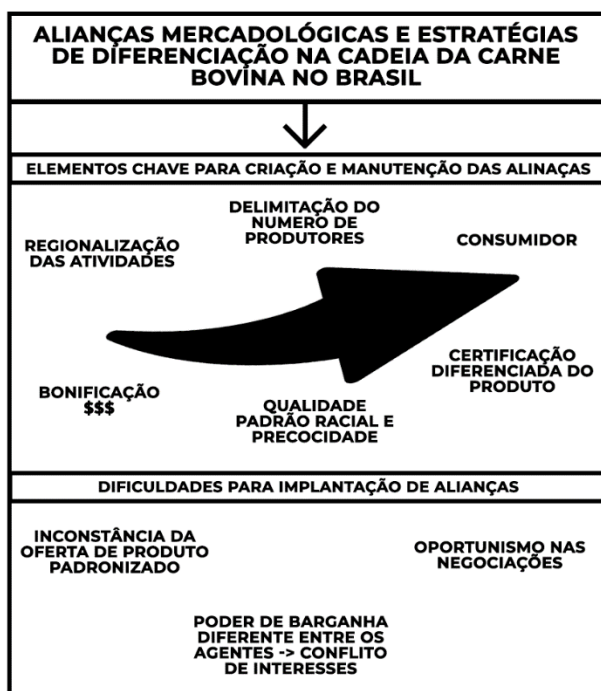 ALIANÇAS MERCADOLÓGICAS E ESTRATÉGIAS
DE DIFERENCIAÇÃO NA CADEIA DA CARNE
BOVINA NO BRASIL
ELEMENTOS CHAVE PARA CRIAÇÃO E MANUTENÇÃO DAS ALINAÇAS
DELIMITAÇÃO DO
NUMERO DE
PRODUTORES
REGIONALIZAÇÃO
DAS ATIVIDADES
CONSUMIDOR
BONIFICAÇÃO
$$$
QUALIDADE
PADRÃO RACIAL E
PRECOCIDADE
CERTIFICAÇÃO
DIFERENCIADA DO
PRODUTO
DIFICULDADES PARA IMPLANTAÇÃO DE ALIANÇAS
INCONSTÂNCIA DA
OFERTA DE PRODUTO
PADRONIZADO
OPORTUNISMO NAS
NEGOCIAÇÕES
PODER DE BARGANHA
DIFERENTE ENTRE OS
AGENTES -> CONFLITO
DE INTERESSES